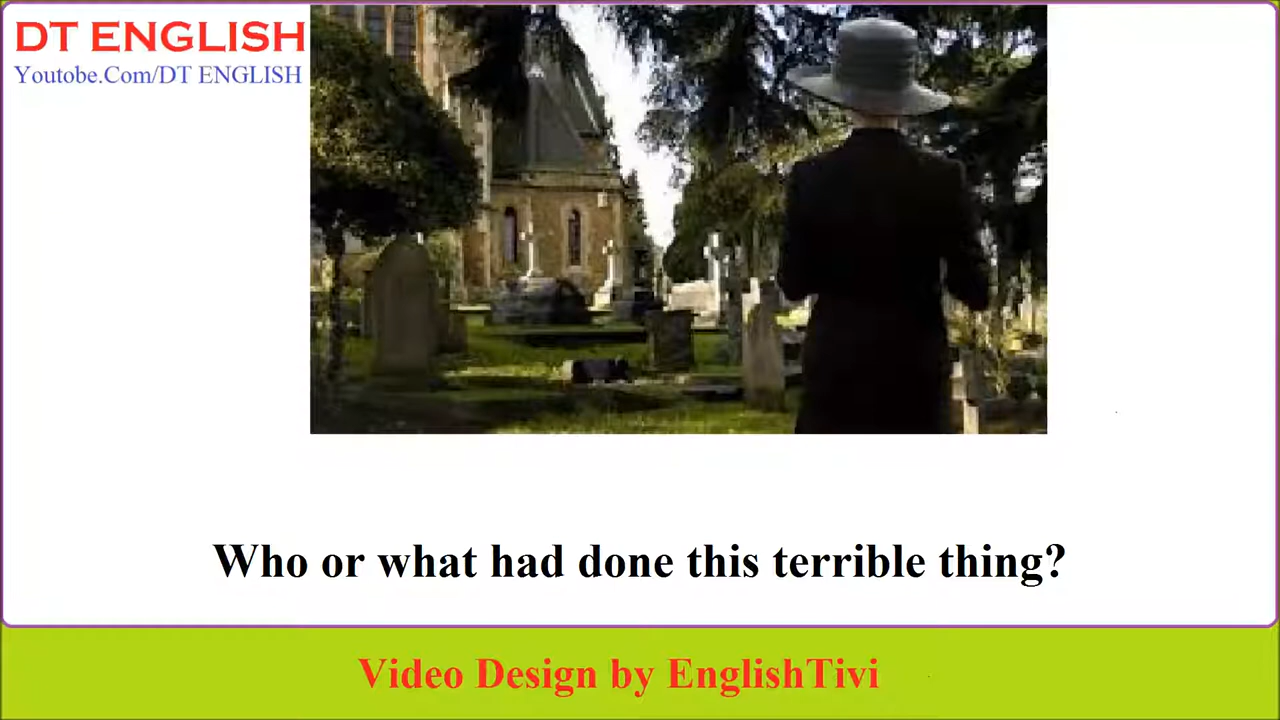 DT ENGLISH
Youtobe.Com/DT ENGLISH
Who or what had done this terrible thing?
Video Design by EnglishTivi